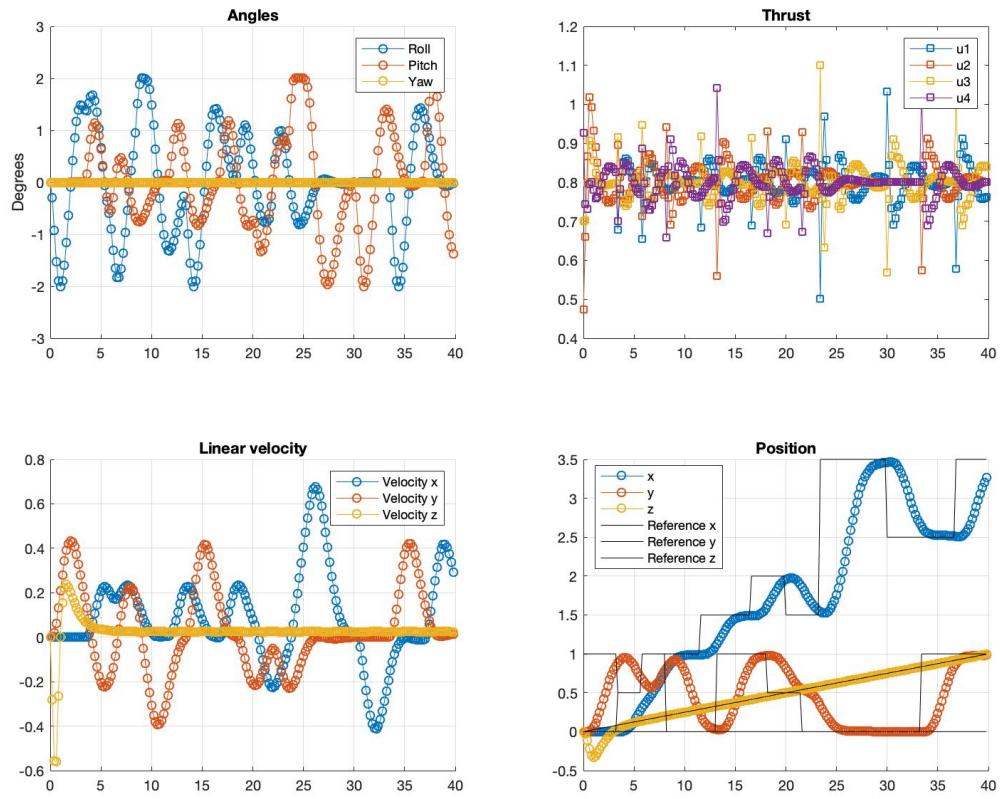 Angles
3
2
1
0
-1
-2
-3
Degrees
0 5 10 15 20 25 30 35 40
Roll
Pitch
Yaw
Thrust
1.2
1.1
1
0.9
0.8
0.7
0.6
0.5
0.4
0 5 10 15 20 25 30 35 40
u1
u2
u3
u4
Linear velocity
0.8
0.6
0.4
0.2
0
-0.2
-0.4
-0.6
0 5 10 15 20 25 30 35 40
Velocity x
Velocity y
Velocity z
Position
3.5
3
2.5
2
1.5
1
0.5
0
-0.5
0 5 10 15 20 25 30 35 40
x
y
z
Reference x
Reference y
Reference z